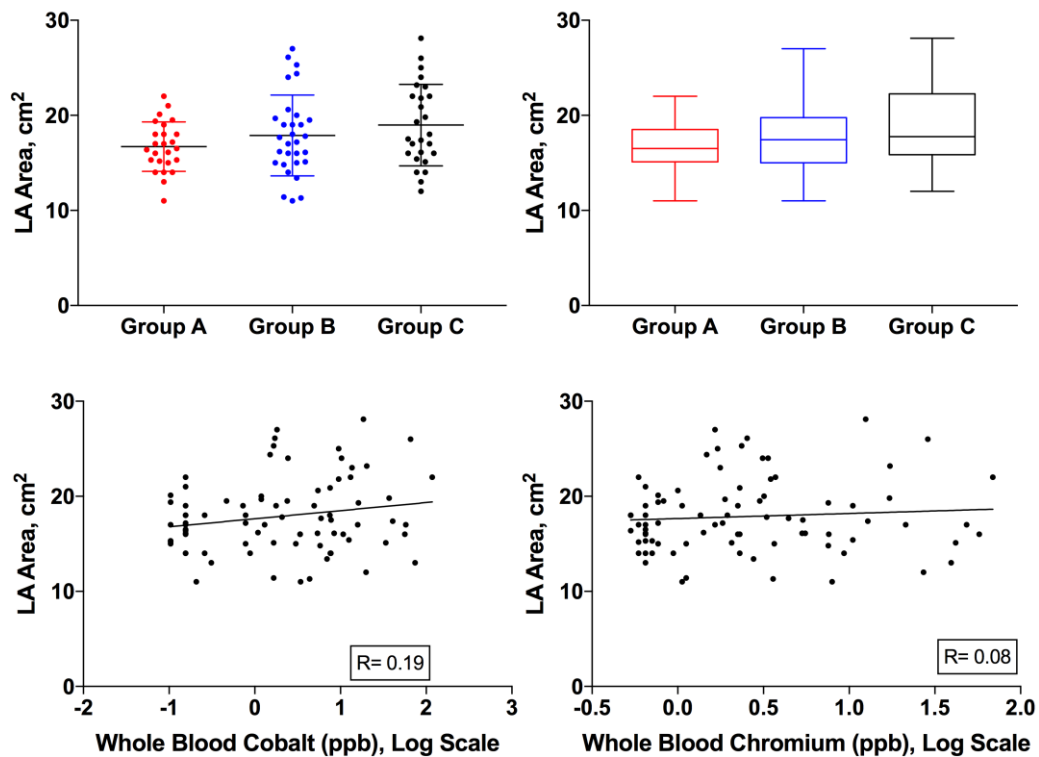 30
20
10
0
LA Area, cm²
Group A
Group B
Group C
30
20
10
0
LA Area, cm²
Group A
Group B
Group C
30
20
10
0
LA Area, cm²
R= 0.19
-2
-1
0
1
2
3
Whole Blood Cobalt (ppb), Log Scale
30
20
10
0
LA Area, cm²
R= 0.08
-0.5
0.0
0.5
1.0
1.5
2.0
Whole Blood Chromium (ppb), Log Scale